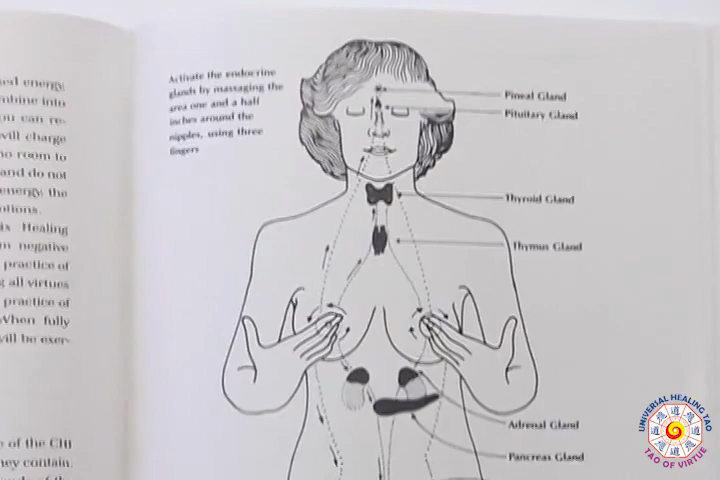 ed energy,
mbine into
ou can re-
will charge
no room to
and do not
energy, the
otions.
ix Healing
m negative
practice of
g all virtues
practice of
When fully
vill be exer-
e of the Chi
hey contain.
Activate the endocrine
glands by massaging the
area one and a half
inches around the
nipples, using three
fingers
Pineal Gland
Pituitary Gland
Thyroid Gland
Thymus Gland
Adrenal Gland
Pancreas Gland
UNIVERSAL HEALING TAO
TAO OF VIRTUE